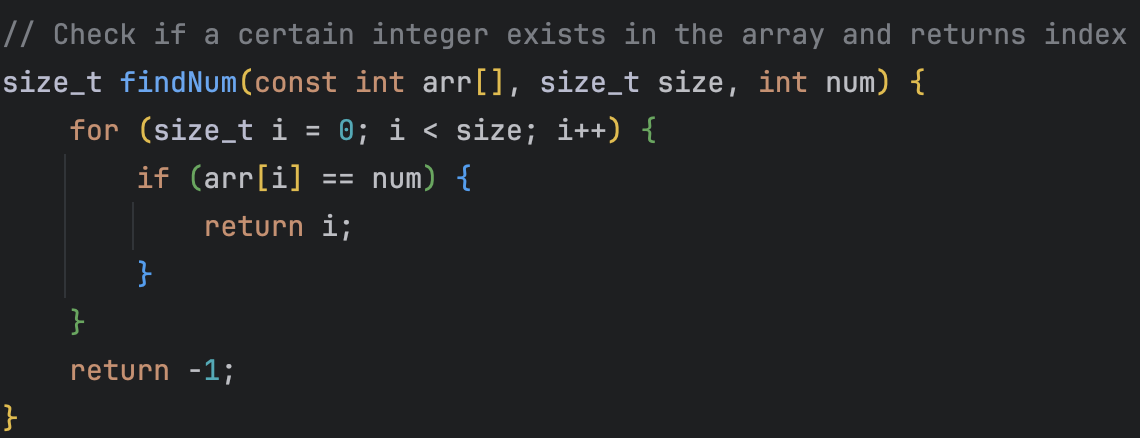 // Check if a certain integer exists in the array and returns index
size_t findNum(const int arr[], size_t size, int num) {
    for (size_t i = 0; i < size; i++) {
        if (arr[i] == num) {
            return i;
        }
    }
    return -1;
}